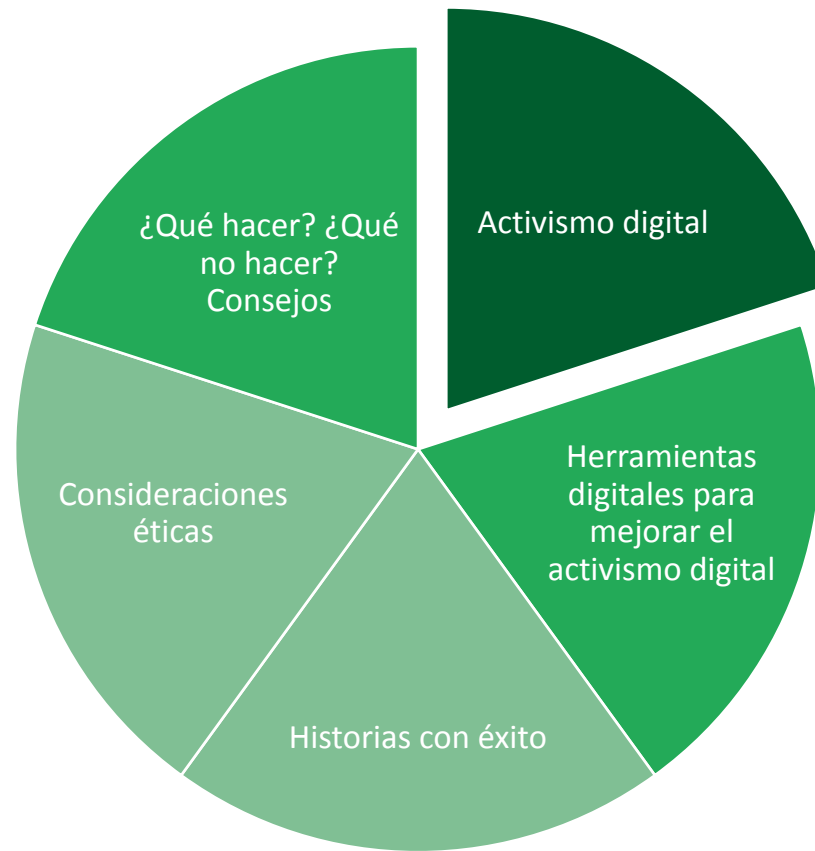 Activismo digital
Herramientas
digitales para
mejorar el
activismo digital
Historias con éxito
Consideraciones
éticas
¿Qué hacer? ¿Qué
no hacer?
Consejos